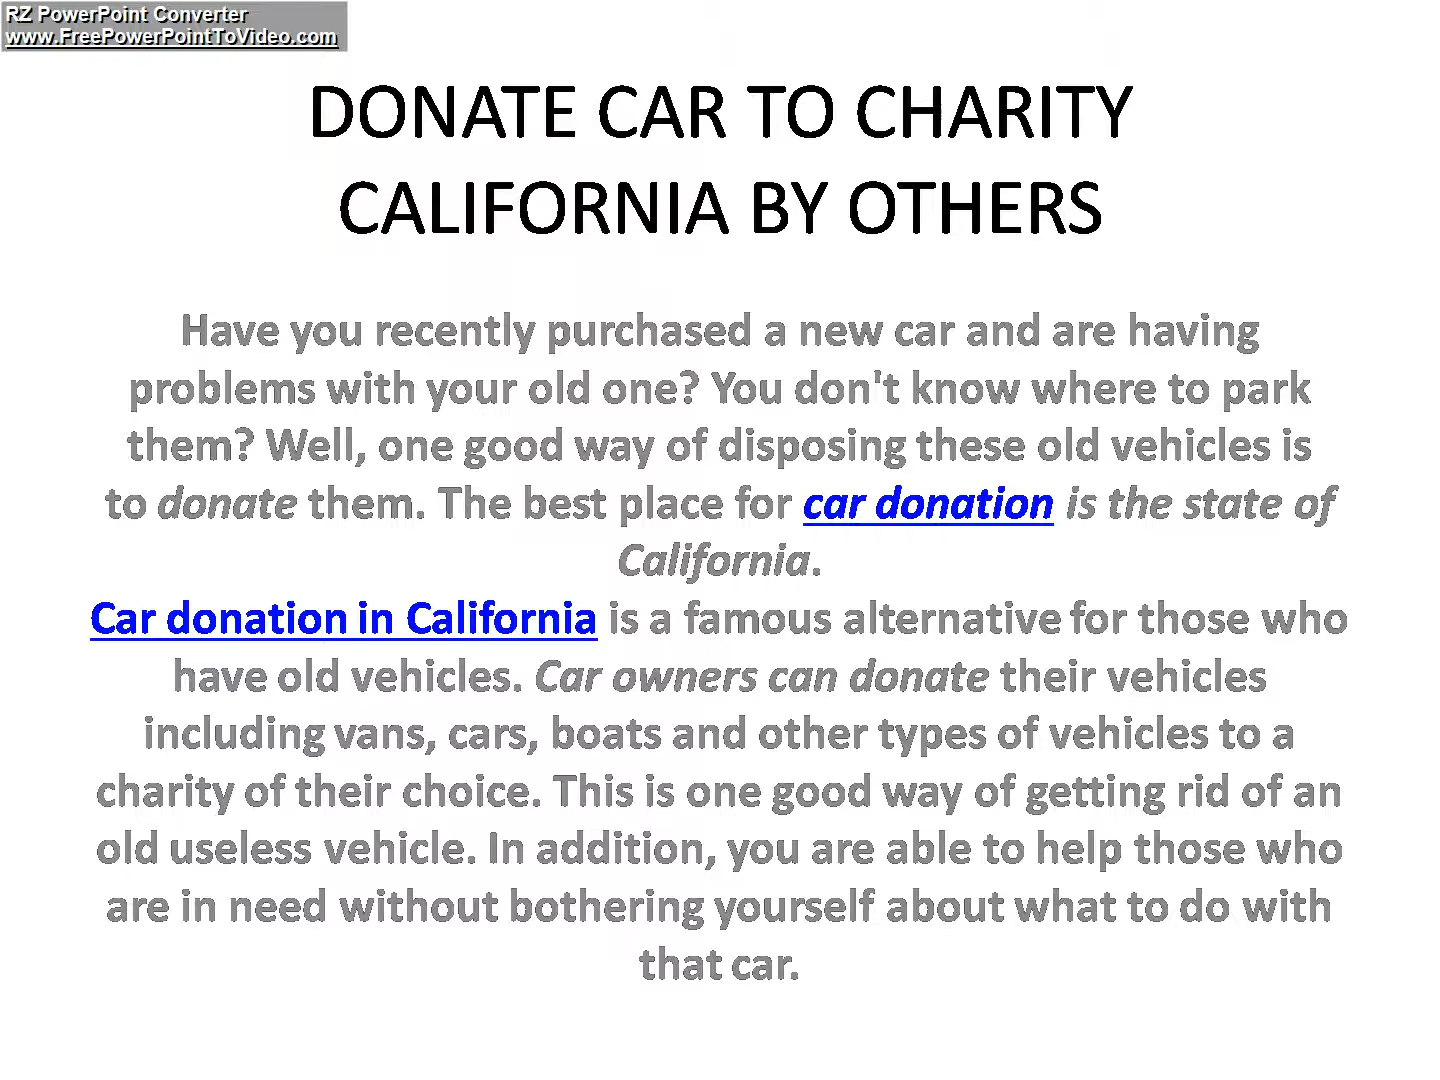 RZ PowerPoint Converter
www.FreePowerPointToVideo.com
DONATE CAR TO CHARITY
CALIFORNIA BY OTHERS
Have you recently purchased a new car and are having
problems with your old one? You don't know where to park
them? Well, one good way of disposing these old vehicles is
to donate them. The best place for car donation is the state of
California.
Car donation in California is a famous alternative for those who
have old vehicles. Car owners can donate their vehicles
including vans, cars, boats and other types of vehicles to a
charity of their choice. This is one good way of getting rid of an
old useless vehicle. In addition, you are able to help those who
are in need without bothering yourself about what to do with
that car.